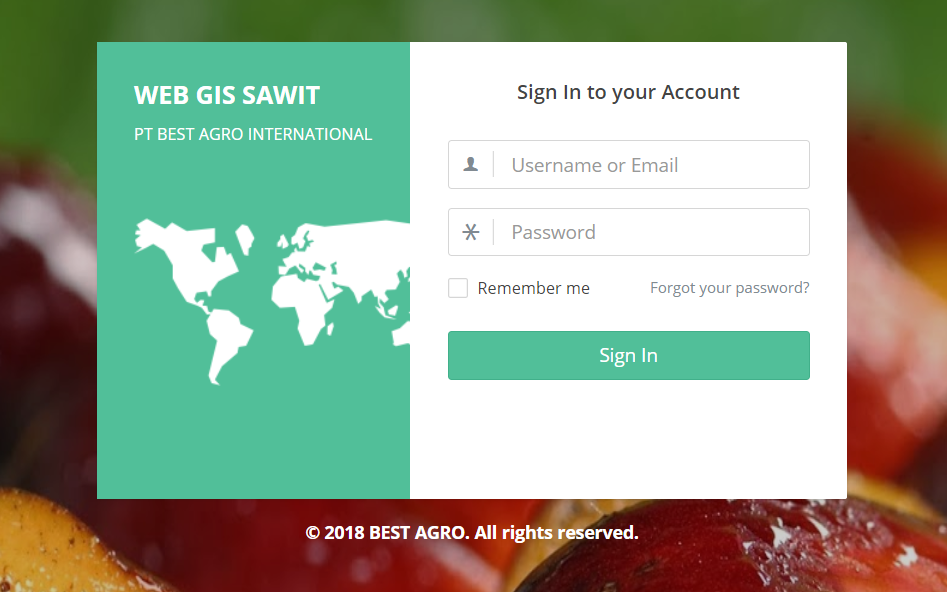 WEB GIS SAWIT
PT BEST AGRO INTERNATIONAL
Sign In to your Account
Username or Email
Password
Remember me
Forgot your password?
Sign In
© 2018 BEST AGRO. All rights reserved.